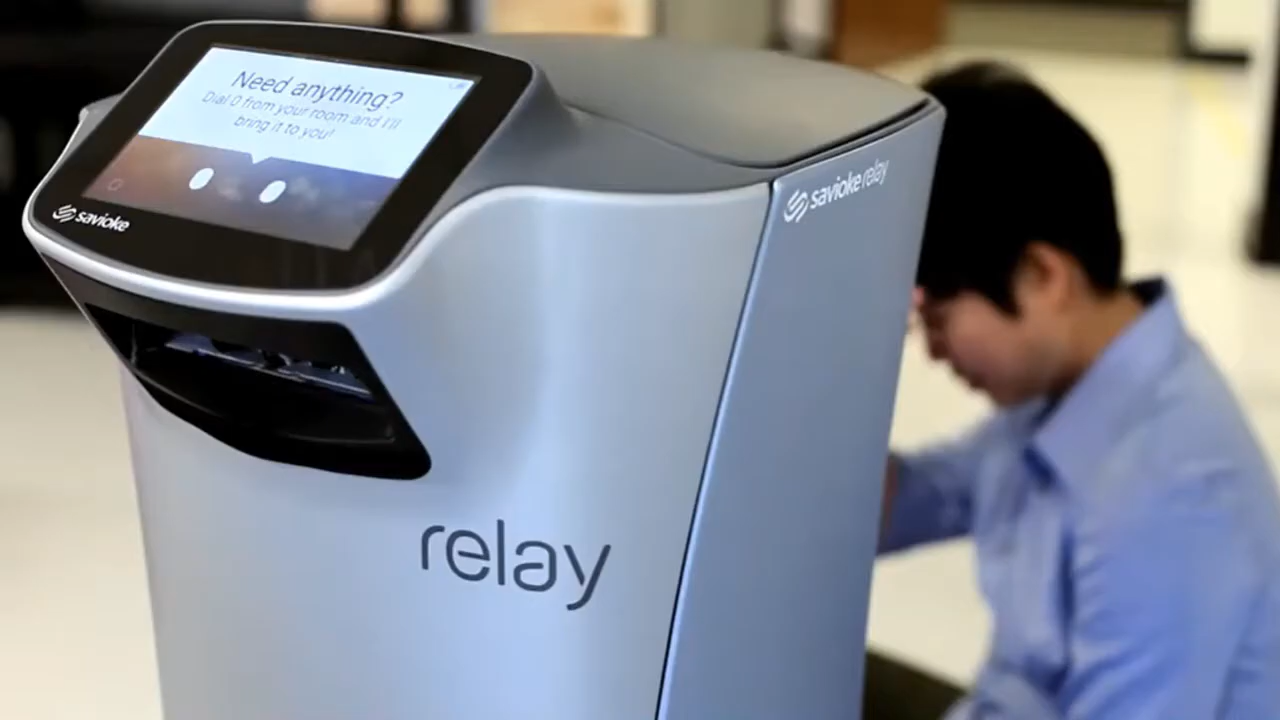 Need anything?
Dial 0 from your room and I'll
bring it to you!
savioke
savioke relay
relay